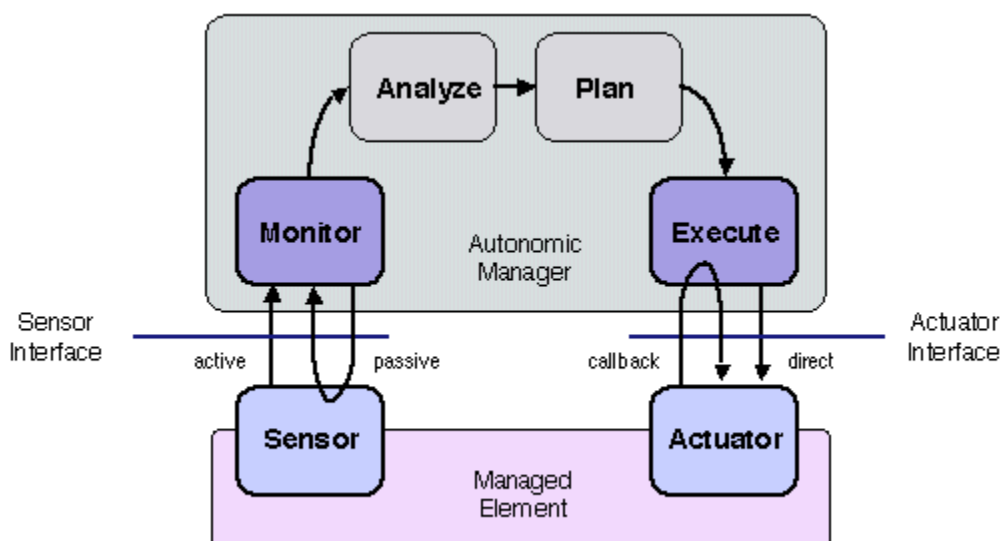 Analyze
Plan
Monitor
Execute
Autonomic
Manager
Sensor
Interface
Actuator
Interface
active
passive
callback
direct
Sensor
Actuator
Managed
Element